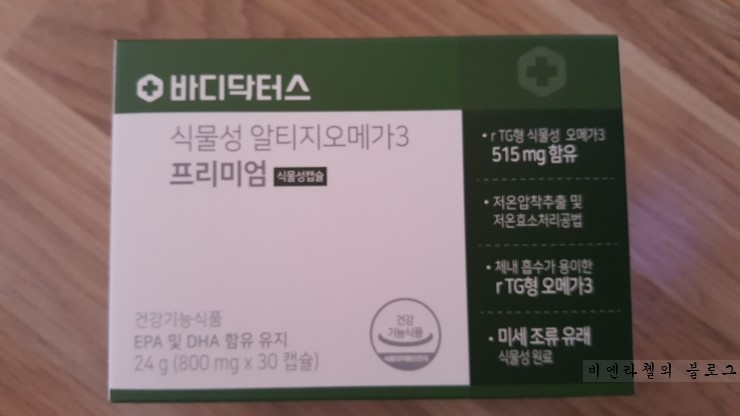 바디닥터스
식물성 알티지오메가3
프리미엄 식물성캡슐
• rTG형 식물성 오메가3
515 mg 함유
• 저온압착추출 및
저온효소처리공법
• 체내 흡수가 용이한
rTG형 오메가3
• 미세 조류 유래
식물성 원료
건강기능식품
EPA 및 DHA 함유 유지
24 g (800 mg x 30 캡슐)
건강
기능식품
비엔라젤의 블로그